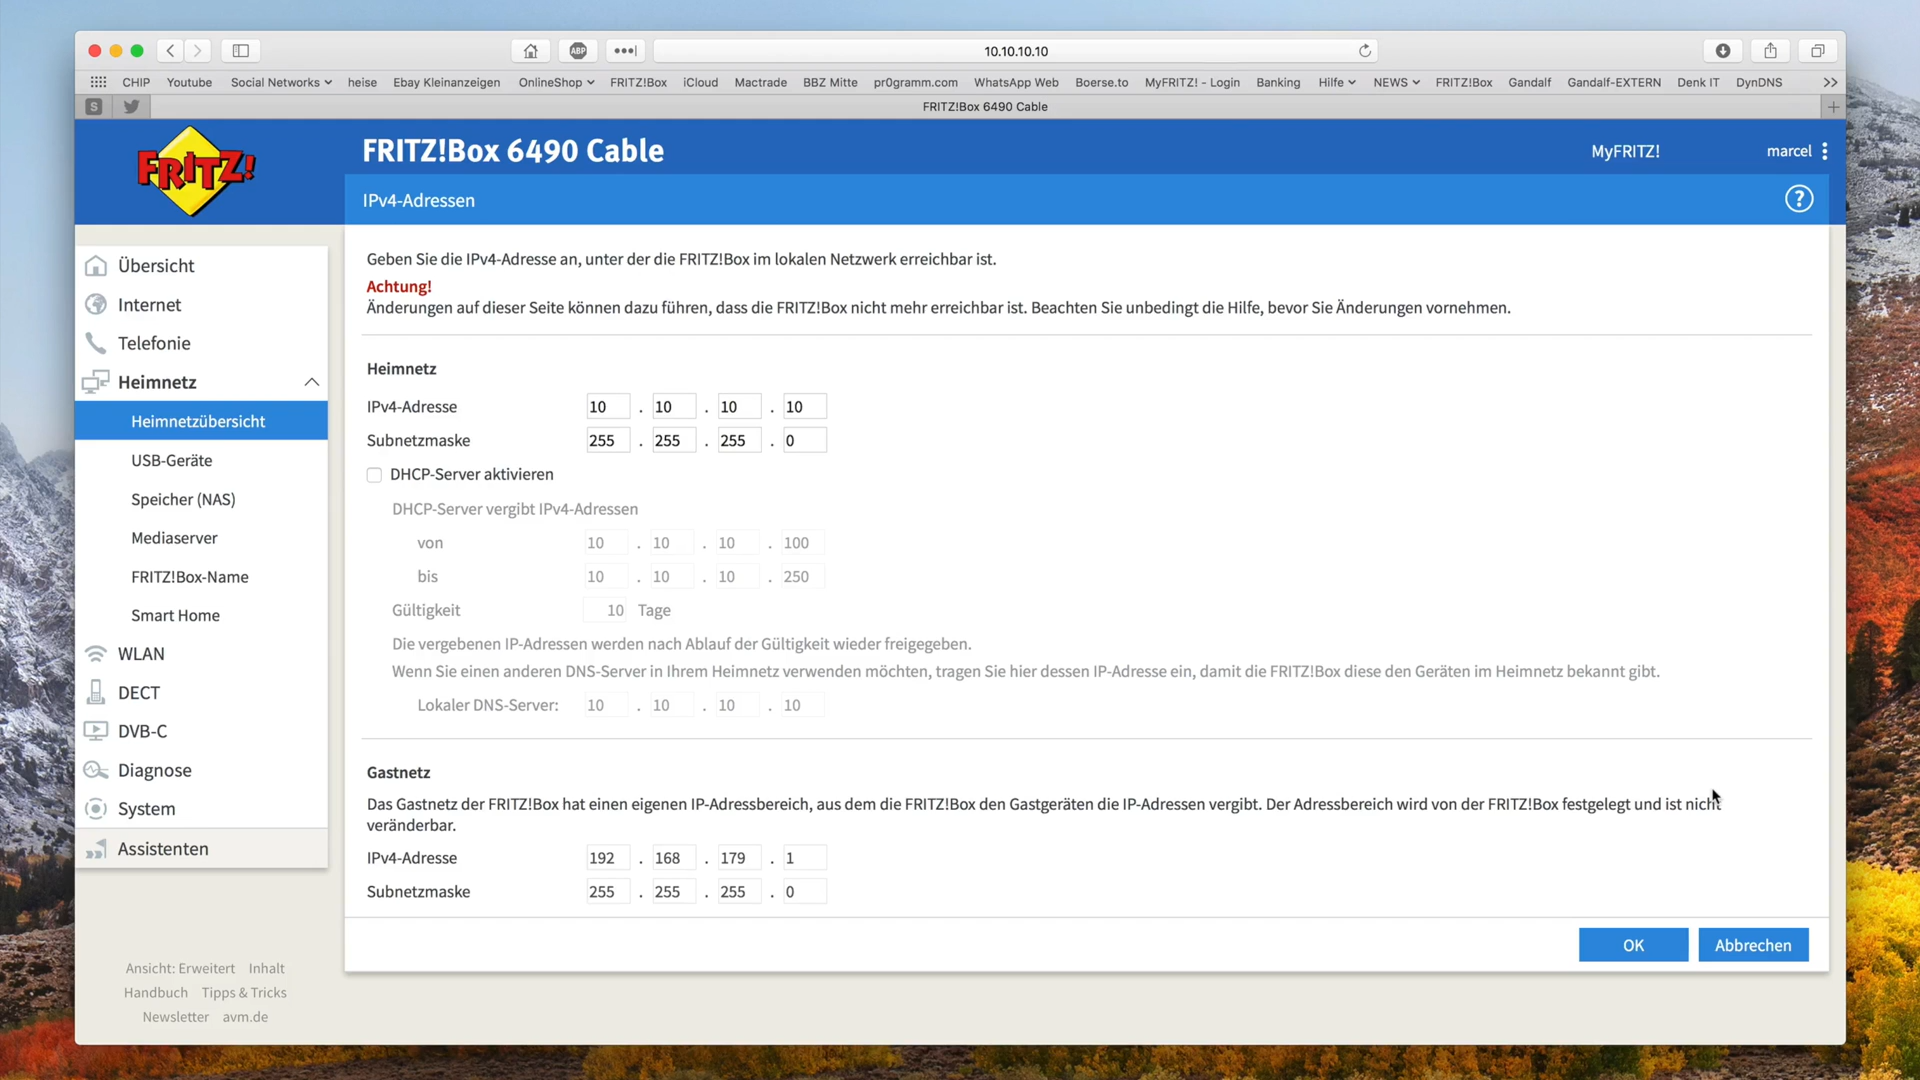 10.10.10.10
CHIP Youtube Social Networks heise Ebay Kleinanzeigen OnlineShop FRITZ!Box iCloud Mactrade BBZ Mitte pr0gramm.com WhatsApp Web Boerse.to MyFRITZ! - Login Banking Hilfe NEWS FRITZ!Box Gandalf Gandalf-EXTERN Denk IT DynDNS
S FRITZ!Box 6490 Cable
ABP
FRITZ!
FRITZ!Box 6490 Cable
MyFRITZ! marcel
IPv4-Adressen
?
Übersicht
Internet
Telefonie
Heimnetz
Heimnetzübersicht
USB-Geräte
Speicher (NAS)
Mediaserver
FRITZ!Box-Name
Smart Home
WLAN
DECT
DVB-C
Diagnose
System
Assistenten
Ansicht: Erweitert Inhalt
Handbuch Tipps & Tricks
Newsletter avm.de
Geben Sie die IPv4-Adresse an, unter der die FRITZ!Box im lokalen Netzwerk erreichbar ist.
Achtung!
Änderungen auf dieser Seite können dazu führen, dass die FRITZ!Box nicht mehr erreichbar ist. Beachten Sie unbedingt die Hilfe, bevor Sie Änderungen vornehmen.
Heimnetz
IPv4-Adresse 10 . 10 . 10 . 10
Subnetzmaske 255 . 255 . 255 . 0
DHCP-Server aktivieren
DHCP-Server vergibt IPv4-Adressen
von 10 . 10 . 10 . 100
bis 10 . 10 . 10 . 250
Gültigkeit 10 Tage
Die vergebenen IP-Adressen werden nach Ablauf der Gültigkeit wieder freigegeben.
Wenn Sie einen anderen DNS-Server in Ihrem Heimnetz verwenden möchten, tragen Sie hier dessen IP-Adresse ein, damit die FRITZ!Box diese den Geräten im Heimnetz bekannt gibt.
Lokaler DNS-Server: 10 . 10 . 10 . 10
Gastnetz
Das Gastnetz der FRITZ!Box hat einen eigenen IP-Adressbereich, aus dem die FRITZ!Box den Gastgeräten die IP-Adressen vergibt. Der Adressbereich wird von der FRITZ!Box festgelegt und ist nicht
veränderbar.
IPv4-Adresse 192 . 168 . 179 . 1
Subnetzmaske 255 . 255 . 255 . 0
OK Abbrechen